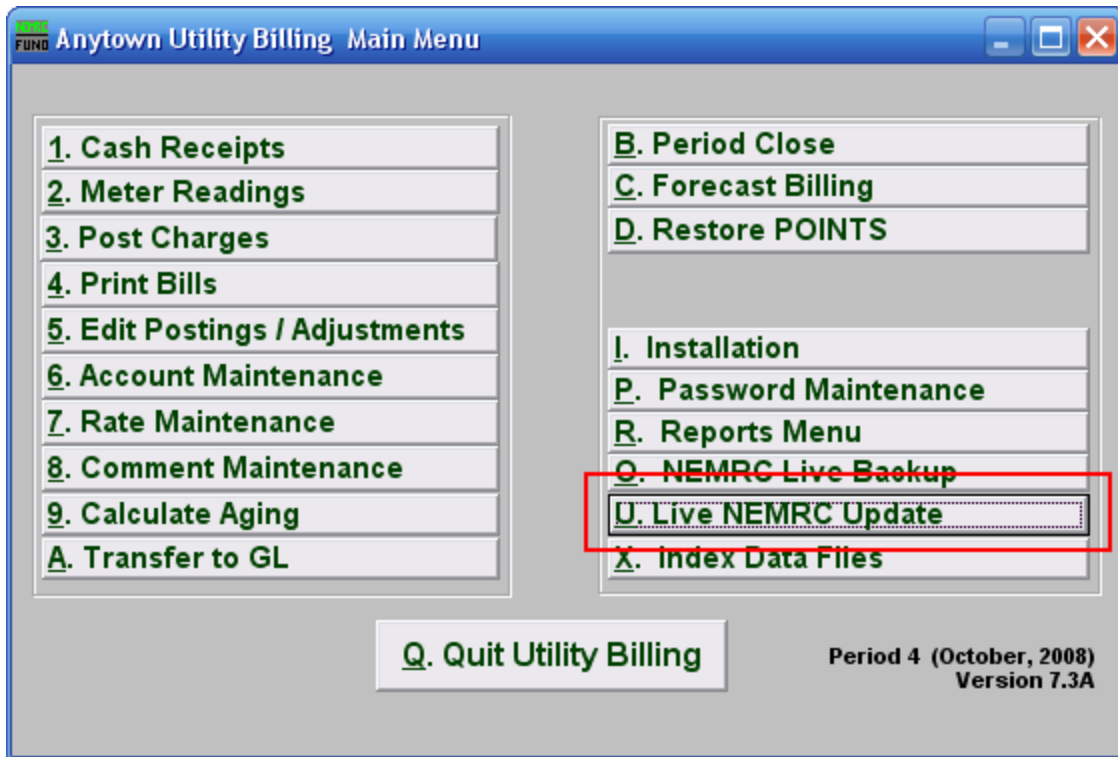 NEMRC
FUND Anytown Utility Billing Main Menu
1. Cash Receipts
2. Meter Readings
3. Post Charges
4. Print Bills
5. Edit Postings / Adjustments
6. Account Maintenance
7. Rate Maintenance
8. Comment Maintenance
9. Calculate Aging
A. Transfer to GL
B. Period Close
C. Forecast Billing
D. Restore POINTS
I. Installation
P. Password Maintenance
R. Reports Menu
O. NEMRC Live Backup
U. Live NEMRC Update
X. Index Data Files
Q. Quit Utility Billing
Period 4 (October, 2008)
Version 7.3A